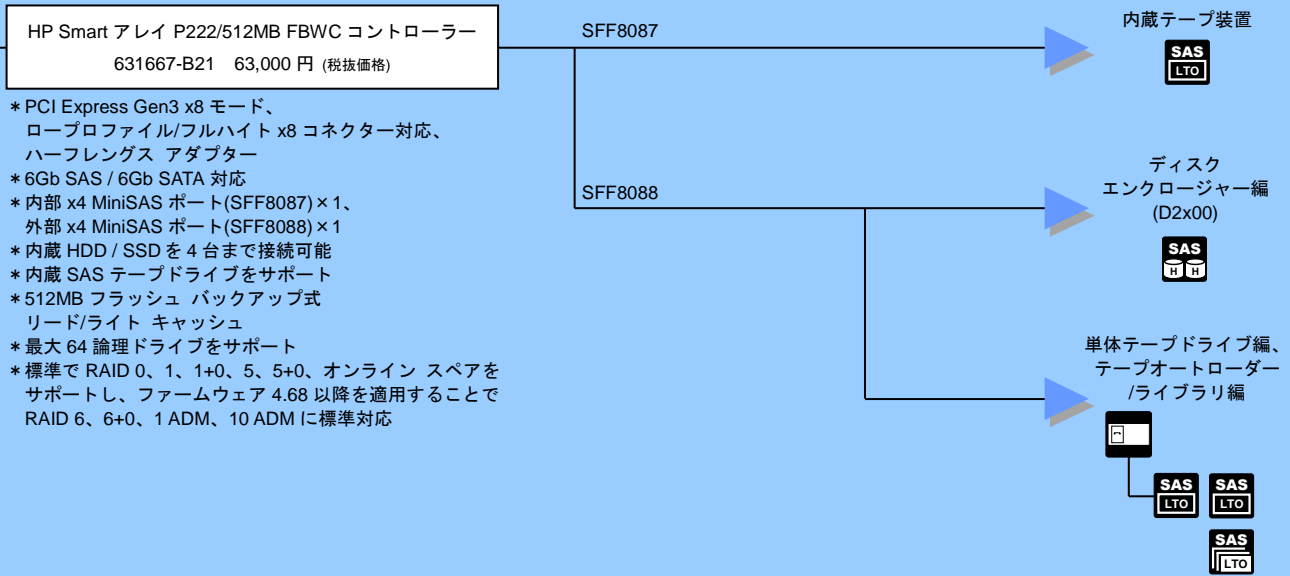 HP Smart アレイ P222/512MB FBWC コントローラー
631667-B21 63,000 円 (税抜価格)
*PCI Express Gen3 x8 モード、
ロープロファイル/フルハイト x8 コネクター対応、
ハーフレングス アダプター
*6Gb SAS / 6Gb SATA 対応
*内部 x4 MiniSAS ポート(SFF8087)×1、
外部 x4 MiniSAS ポート(SFF8088)×1
*内蔵 HDD / SSD を 4 台まで接続可能
*内蔵 SAS テープドライブをサポート
*512MB フラッシュ バックアップ式
リード/ライト キャッシュ
*最大 64 論理ドライブをサポート
*標準で RAID 0、1、1+0、5、5+0、オンライン スペアを
サポートし、ファームウェア 4.68 以降を適用することで
RAID 6、6+0、1 ADM、10 ADM に標準対応
SFF8087
内蔵テープ装置
SAS
LTO
SFF8088
ディスク
エンクロージャー編
(D2x00)
SAS
H H
単体テープドライブ編、
テープオートローダー
/ライブラリ編
SAS SAS
LTO LTO
SAS
LTO